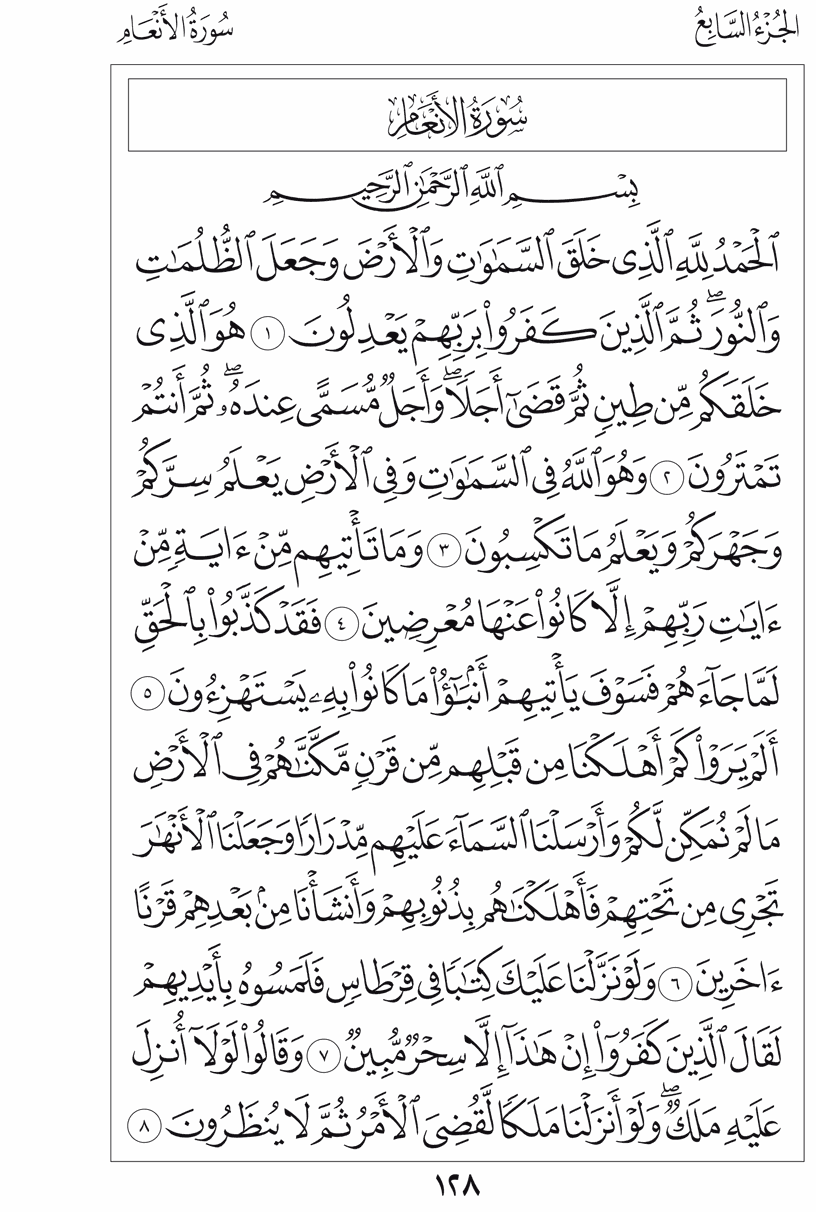 الجُزْءُ السَّابِعُ
سُورَةُ الأَنْعَامِ
سُورَةُ الأَنْعَامِ
بِسْمِ ٱللَّهِ ٱلرَّحْمَٰنِ ٱلرَّحِيمِ
ٱلْحَمْدُ لِلَّهِ ٱلَّذِى خَلَقَ ٱلسَّمَٰوَٰتِ وَٱلْأَرْضَ وَجَعَلَ ٱلظُّلُمَٰتِ
وَٱلنُّورَ ۖ ثُمَّ ٱلَّذِينَ كَفَرُوا۟ بِرَبِّهِمْ يَعْدِلُونَ ١ هُوَ ٱلَّذِى
خَلَقَكُم مِّن طِينٍ ثُمَّ قَضَىٰٓ أَجَلًا ۖ وَأَجَلٌ مُّسَمًّى عِندَهُۥ ۖ ثُمَّ أَنتُمْ
تَمْتَرُونَ ٢ وَهُوَ ٱللَّهُ فِى ٱلسَّمَٰوَٰتِ وَفِى ٱلْأَرْضِ يَعْلَمُ سِرَّكُمْ
وَجَهْرَكُمْ وَيَعْلَمُ مَا تَكْسِبُونَ ٣ وَمَا تَأْتِيهِم مِّنْ ءَايَةٍ مِّنْ
ءَايَٰتِ رَبِّهِمْ إِلَّا كَانُوا۟ عَنْهَا مُعْرِضِينَ ٤ فَقَدْ كَذَّبُوا۟ بِٱلْحَقِّ
لَمَّا جَآءَهُمْ فَسَوْفَ يَأْتِيهِمْ أَنۢبَٰٓؤُا۟ مَا كَانُوا۟ بِهِۦ يَسْتَهْزِءُونَ ٥
أَلَمْ يَرَوْا۟ كَمْ أَهْلَكْنَا مِن قَبْلِهِم مِّن قَرْنٍ مَّكَّنَّٰهُمْ فِى ٱلْأَرْضِ
مَا لَمْ نُمَكِّن لَّكُمْ وَأَرْسَلْنَا ٱلسَّمَآءَ عَلَيْهِم مِّدْرَارًا وَجَعَلْنَا ٱلْأَنْهَٰرَ
تَجْرِى مِن تَحْتِهِمْ فَأَهْلَكْنَٰهُم بِذُنُوبِهِمْ وَأَنشَأْنَا مِنۢ بَعْدِهِمْ قَرْنًا
ءَاخَرِينَ ٦ وَلَوْ نَزَّلْنَا عَلَيْكَ كِتَٰبًا فِى قِرْطَاسٍ فَلَمَسُوهُ بِأَيْدِيهِمْ
لَقَالَ ٱلَّذِينَ كَفَرُوٓا۟ إِنْ هَٰذَآ إِلَّا سِحْرٌ مُّبِينٌ ٧ وَقَالُوا۟ لَوْلَآ أُنزِلَ
عَلَيْهِ مَلَكٌ ۖ وَلَوْ أَنزَلْنَا مَلَكًا لَّقُضِىَ ٱلْأَمْرُ ثُمَّ لَا يُنظَرُونَ ٨
١٢٨